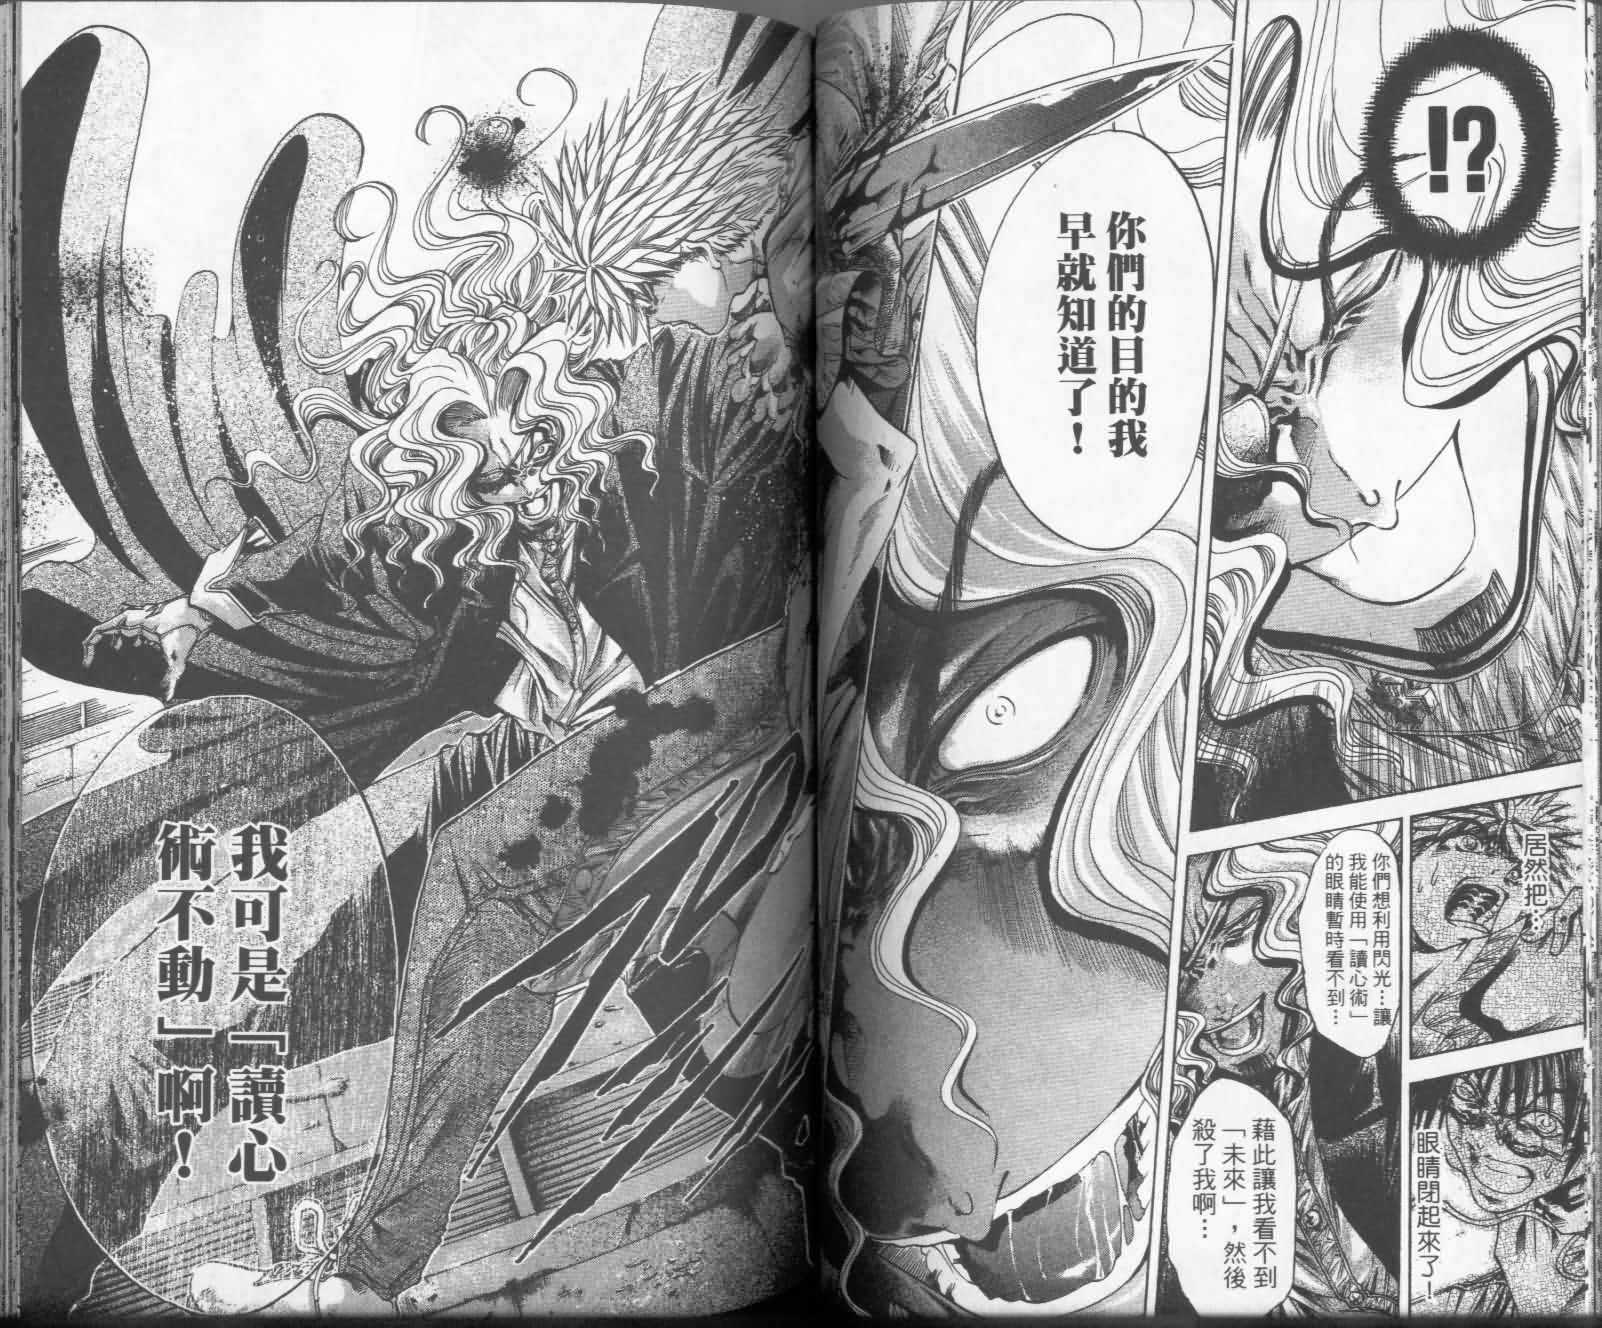 !?
居然把…
眼睛閉起來了！
你們想利用閃光…讓
我能使用「讀心術」
的眼睛暫時看不到…
藉此讓我看不到
「未來」，然後
殺了我啊…
你們的目的我
早就知道了！
我可是「讀心
術不動」啊！